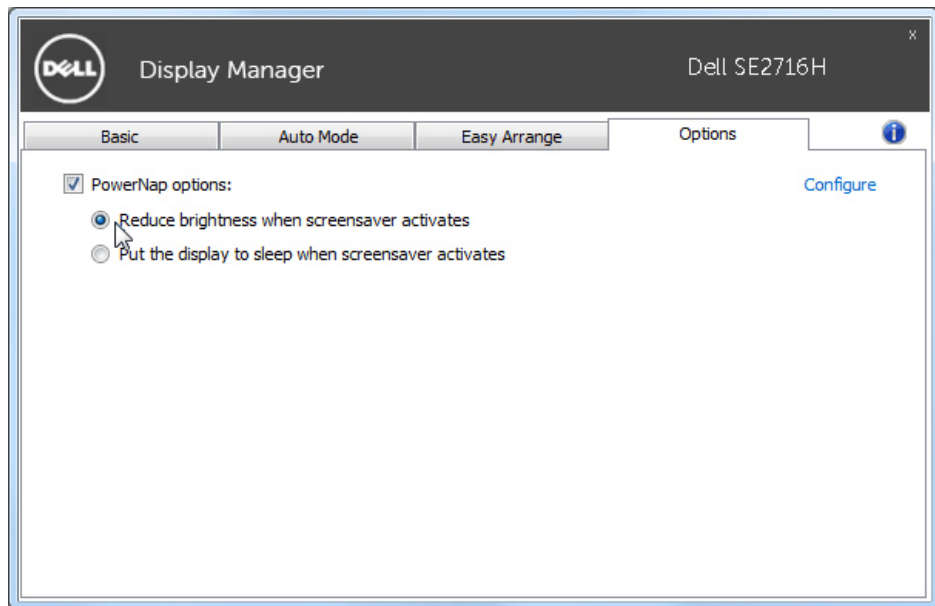 DELL
Display Manager
Dell SE2716H
x
Basic
Auto Mode
Easy Arrange
Options
i
PowerNap options:
Configure
Reduce brightness when screensaver activates
Put the display to sleep when screensaver activates